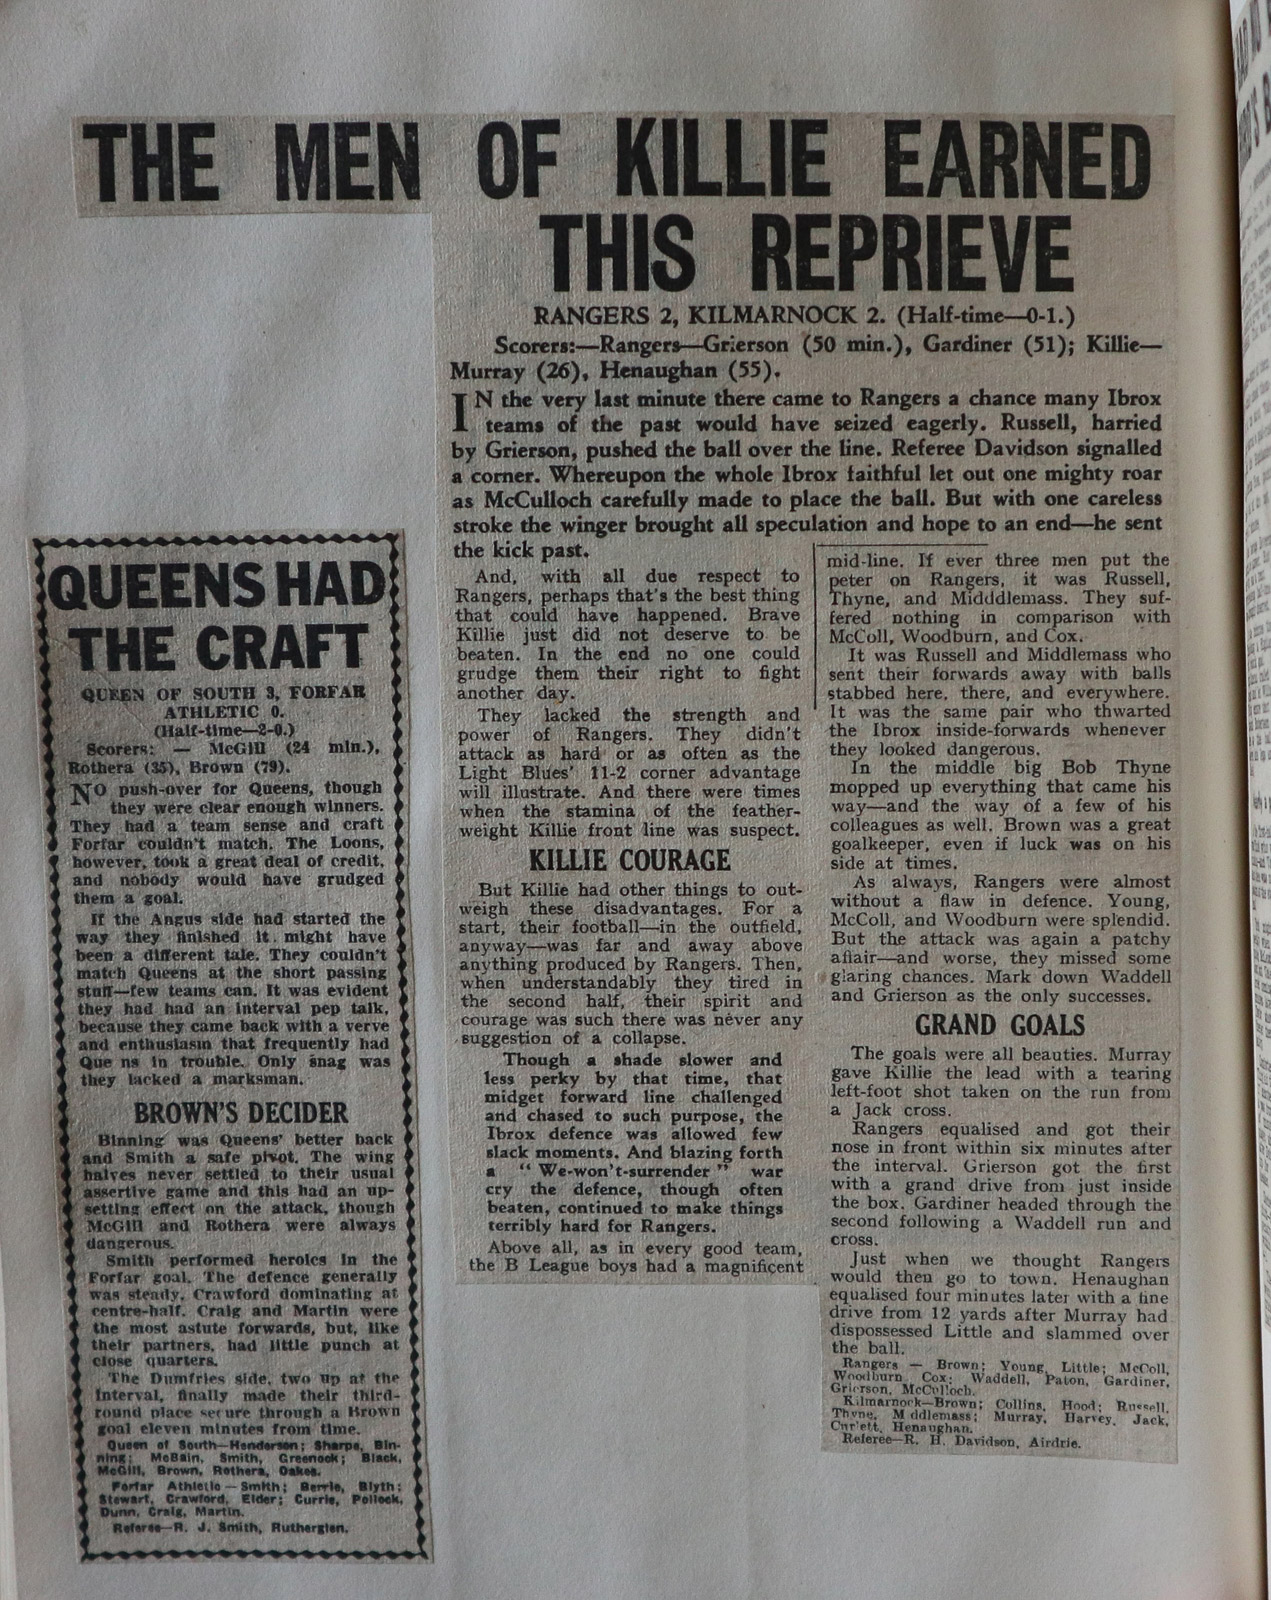 THE MEN OF KILLIE EARNED
THIS REPRIEVE
RANGERS 2, KILMARNOCK 2. (Half-time—0-1.)
Scorers:—Rangers—Grierson (50 min.), Gardiner (51); Killie—
Murray (26), Henaughan (55).
IN the very last minute there came to Rangers a chance many Ibrox
teams of the past would have seized eagerly. Russell, harried
by Grierson, pushed the ball over the line. Referee Davidson signalled
a corner. Whereupon the whole Ibrox faithful let out one mighty roar
as McCulloch carefully made to place the ball. But with one careless
stroke the winger brought all speculation and hope to an end—he sent
the kick past.
And, with all due respect to
Rangers, perhaps that's the best thing
that could have happened. Brave
Killie just did not deserve to be
beaten. In the end no one could
grudge them their right to fight
another day.
They lacked the strength and
power of Rangers. They didn't
attack as hard or as often as the
Light Blues' 11-2 corner advantage
will illustrate. And there were times
when the stamina of the feather-
weight Killie front line was suspect.
KILLIE COURAGE
But Killie had other things to out-
weigh these disadvantages. For a
start, their football—in the outfield,
anyway—was far and away above
anything produced by Rangers. Then,
when understandably they tired in
the second half, their spirit and
courage was such there was never any
suggestion of a collapse.
Though a shade slower and
less perky by that time, that
midget forward line challenged
and chased to such purpose, the
Ibrox defence was allowed few
slack moments. And blazing forth
a "We-won't-surrender" war
cry the defence, though often
beaten, continued to make things
terribly hard for Rangers.
Above all, as in every good team,
the B League boys had a magnificent
mid-line. If ever three men put the
peter on Rangers, it was Russell,
Thyne, and Midddlemass. They suf-
fered nothing in comparison with
McColl, Woodburn, and Cox.
It was Russell and Middlemass who
sent their forwards away with balls
stabbed here, there, and everywhere.
It was the same pair who thwarted
the Ibrox inside-forwards whenever
they looked dangerous.
In the middle big Bob Thyne
mopped up everything that came his
way—and the way of a few of his
colleagues as well. Brown was a great
goalkeeper, even if luck was on his
side at times.
As always, Rangers were almost
without a flaw in defence. Young,
McColl, and Woodburn were splendid.
But the attack was again a patchy
affair—and worse, they missed some
glaring chances. Mark down Waddell
and Grierson as the only successes.
GRAND GOALS
The goals were all beauties. Murray
gave Killie the lead with a tearing
left-foot shot taken on the run from
a Jack cross.
Rangers equalised and got their
nose in front within six minutes after
the interval. Grierson got the first
with a grand drive from just inside
the box. Gardiner headed through the
second following a Waddell run and
cross.
Just when we thought Rangers
would then go to town, Henaughan
equalised four minutes later with a fine
drive from 12 yards after Murray had
dispossessed Little and slammed over
the ball.
Rangers — Brown; Young, Little; McColl,
Woodburn, Cox; Waddell, Paton, Gardiner,
Grierson, McCulloch.
Kilmarnock—Brown; Collins, Hood; Russell,
Thyne, M ddlemass; Murray, Harvey, Jack,
Curlett, Henaughan.
Referee—R. H. Davidson, Airdrie.
QUEENS HAD
THE CRAFT
QUEEN OF SOUTH 3, FORFAR
ATHLETIC 0.
(Half-time—2-0.)
Scorers: — McGill (24 min.),
Rothera (35), Brown (79).
NO push-over for Queens, though
they were clear enough winners.
They had a team sense and craft
Forfar couldn't match. The Loons,
however, took a great deal of credit,
and nobody would have grudged
them a goal.
If the Angus side had started the
way they finished it might have
been a different tale. They couldn't
match Queens at the short passing
stuff—few teams can. It was evident
they had had an interval pep talk,
because they came back with a verve
and enthusiasm that frequently had
Que ns in trouble. Only snag was
they lacked a marksman.
BROWN'S DECIDER
Binning was Queens' better back
and Smith a safe pivot. The wing
halves never settled to their usual
assertive game and this had an up-
setting effect on the attack, though
McGill and Rothera were always
dangerous.
Smith performed heroics in the
Forfar goal. The defence generally
was steady, Crawford dominating at
centre-half. Craig and Martin were
the most astute forwards, but, like
their partners, had little punch at
close quarters.
The Dumfries side, two up at the
interval, finally made their third-
round place secure through a Brown
goal eleven minutes from time.
Queen of South—Henderson; Sharpe, Bin-
ning; McBain, Smith, Greenock; Black,
McGill, Brown, Rothera, Oakes.
Forfar Athletic — Smith; Berrie, Blyth;
Stewart, Crawford, Elder; Currie, Pollock,
Dunn, Craig, Martin.
Referee—R. J. Smith, Rutherglen.